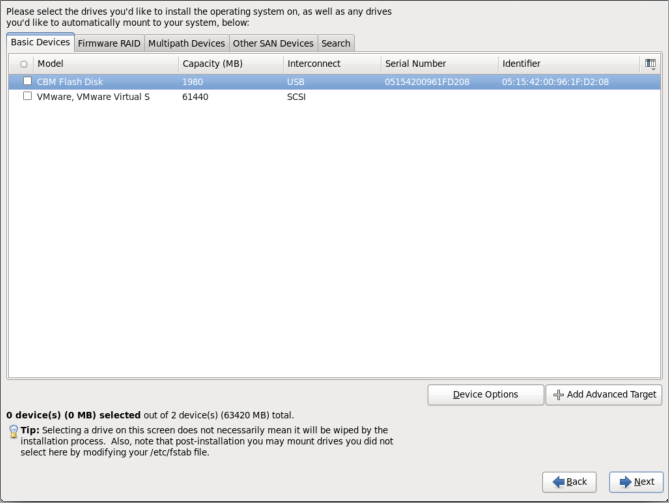 Please select the drives you'd like to install the operating system on, as well as any drives
you'd like to automatically mount to your system, below:
Basic Devices Firmware RAID Multipath Devices Other SAN Devices Search
Model Capacity (MB) Interconnect Serial Number Identifier
CBM Flash Disk 1980 USB 05154200961FD208 05:15:42:00:96:1F:D2:08
VMware, VMware Virtual S 61440 SCSI
Device Options Add Advanced Target
0 device(s) (0 MB) selected out of 2 device(s) (63420 MB) total.
Tip: Selecting a drive on this screen does not necessarily mean it will be wiped by the
installation process. Also, note that post-installation you may mount drives you did not
select here by modifying your /etc/fstab file.
Back Next